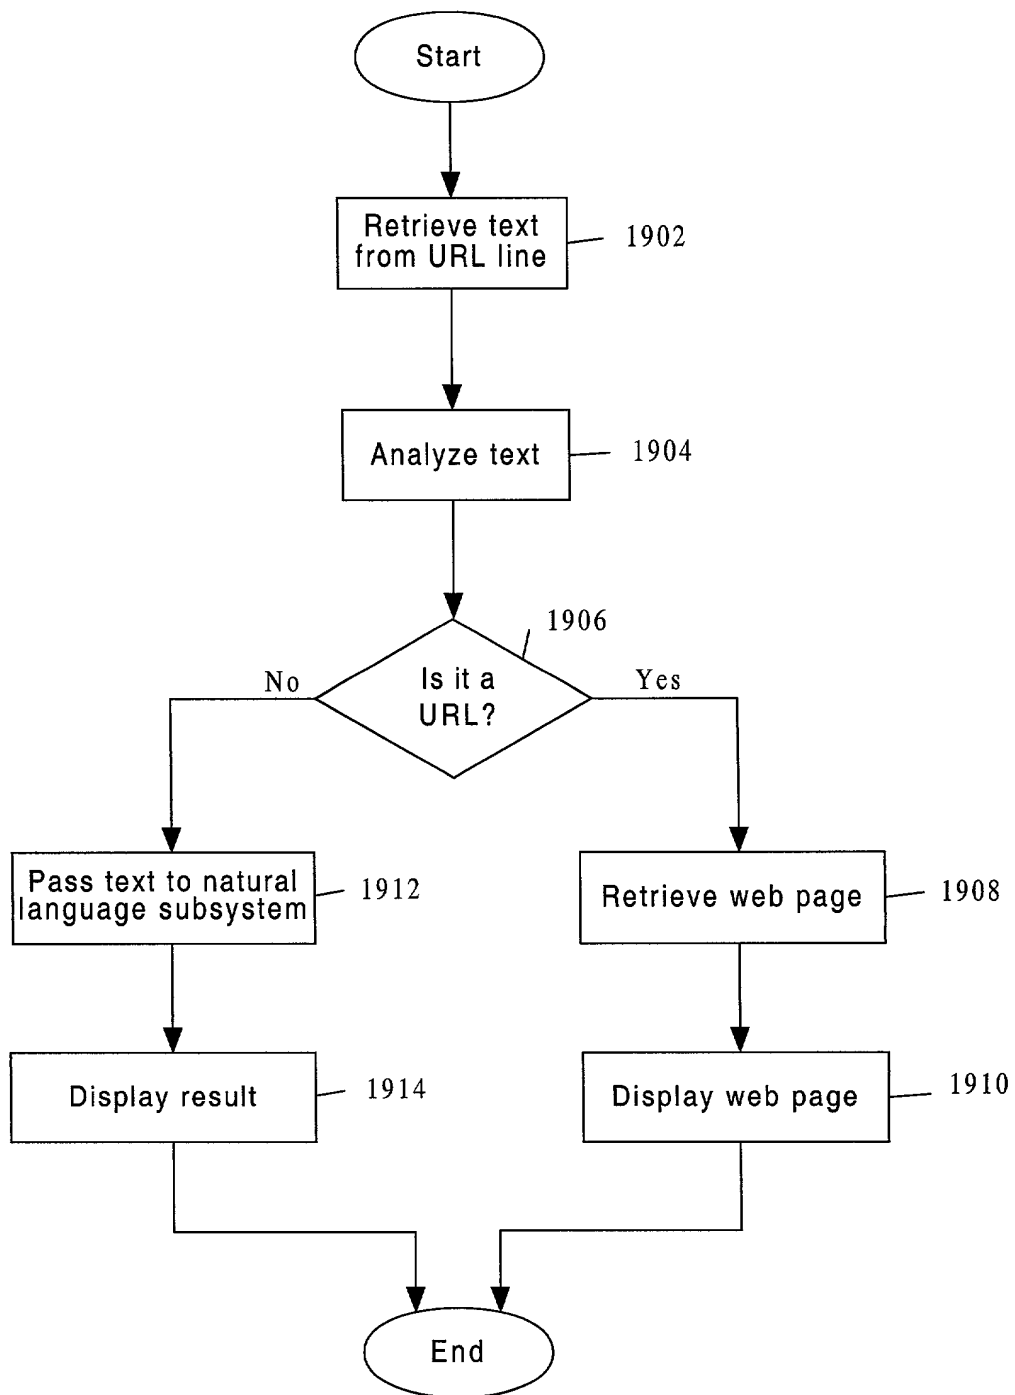 Start
Retrieve text
from URL line
1902
Analyze text
1904
1906
Is it a
URL?
No
Yes
Pass text to natural
language subsystem
1912
Retrieve web page
1908
Display result
1914
Display web page
1910
End